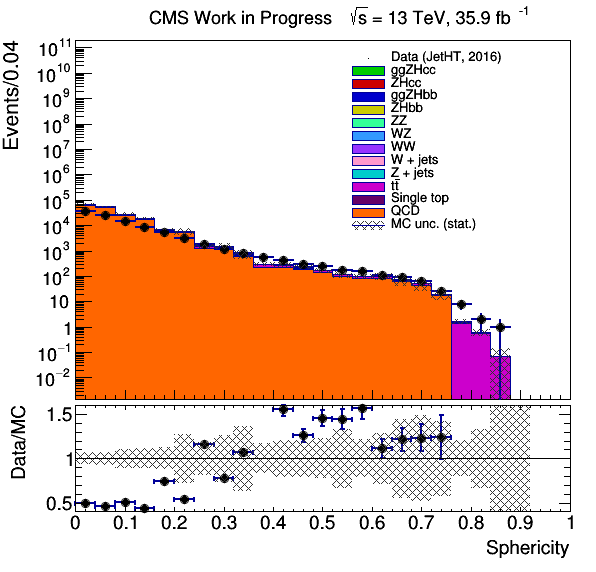 CMS Work in Progress √s = 13 TeV, 35.9 fb⁻¹
Events/0.04
10¹¹
10¹⁰
10⁹
10⁸
10⁷
10⁶
10⁵
10⁴
10³
10²
10
1
10⁻¹
10⁻²
Data (JetHT, 2016)
ggZHcc
ZHcc
ggZHbb
ZHbb
ZZ
WZ
WW
W + jets
Z + jets
tt̄
Single top
QCD
MC unc. (stat.)
Data/MC
1.5
1
0.5
0 0.1 0.2 0.3 0.4 0.5 0.6 0.7 0.8 0.9 1
Sphericity